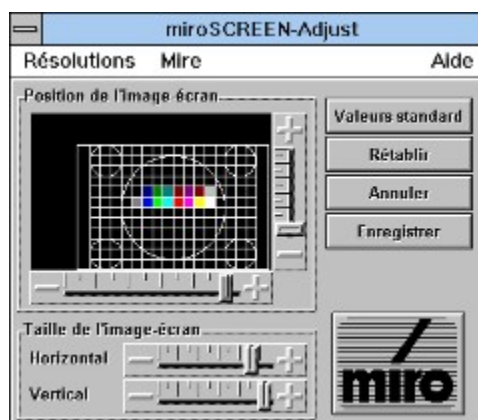 miroSCREEN-Adjust
Résolutions Mire Aide
Position de l'image écran
Valeurs standard
Rétablir
Annuler
Enregistrer
Taille de l'image-écran
Horizontal
Vertical
miro